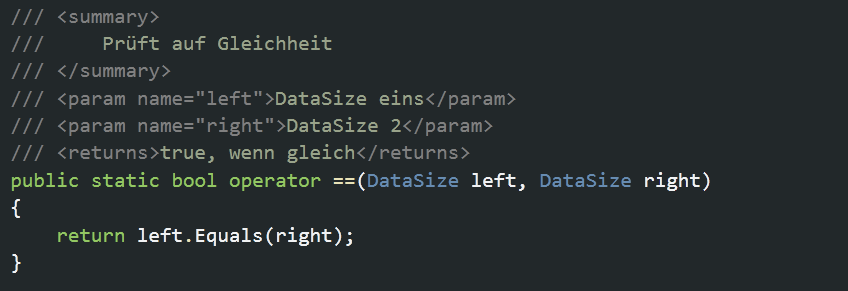 /// <summary>
///     Prüft auf Gleichheit
/// </summary>
/// <param name="left">DataSize eins</param>
/// <param name="right">DataSize 2</param>
/// <returns>true, wenn gleich</returns>
public static bool operator ==(DataSize left, DataSize right)
{
    return left.Equals(right);
}